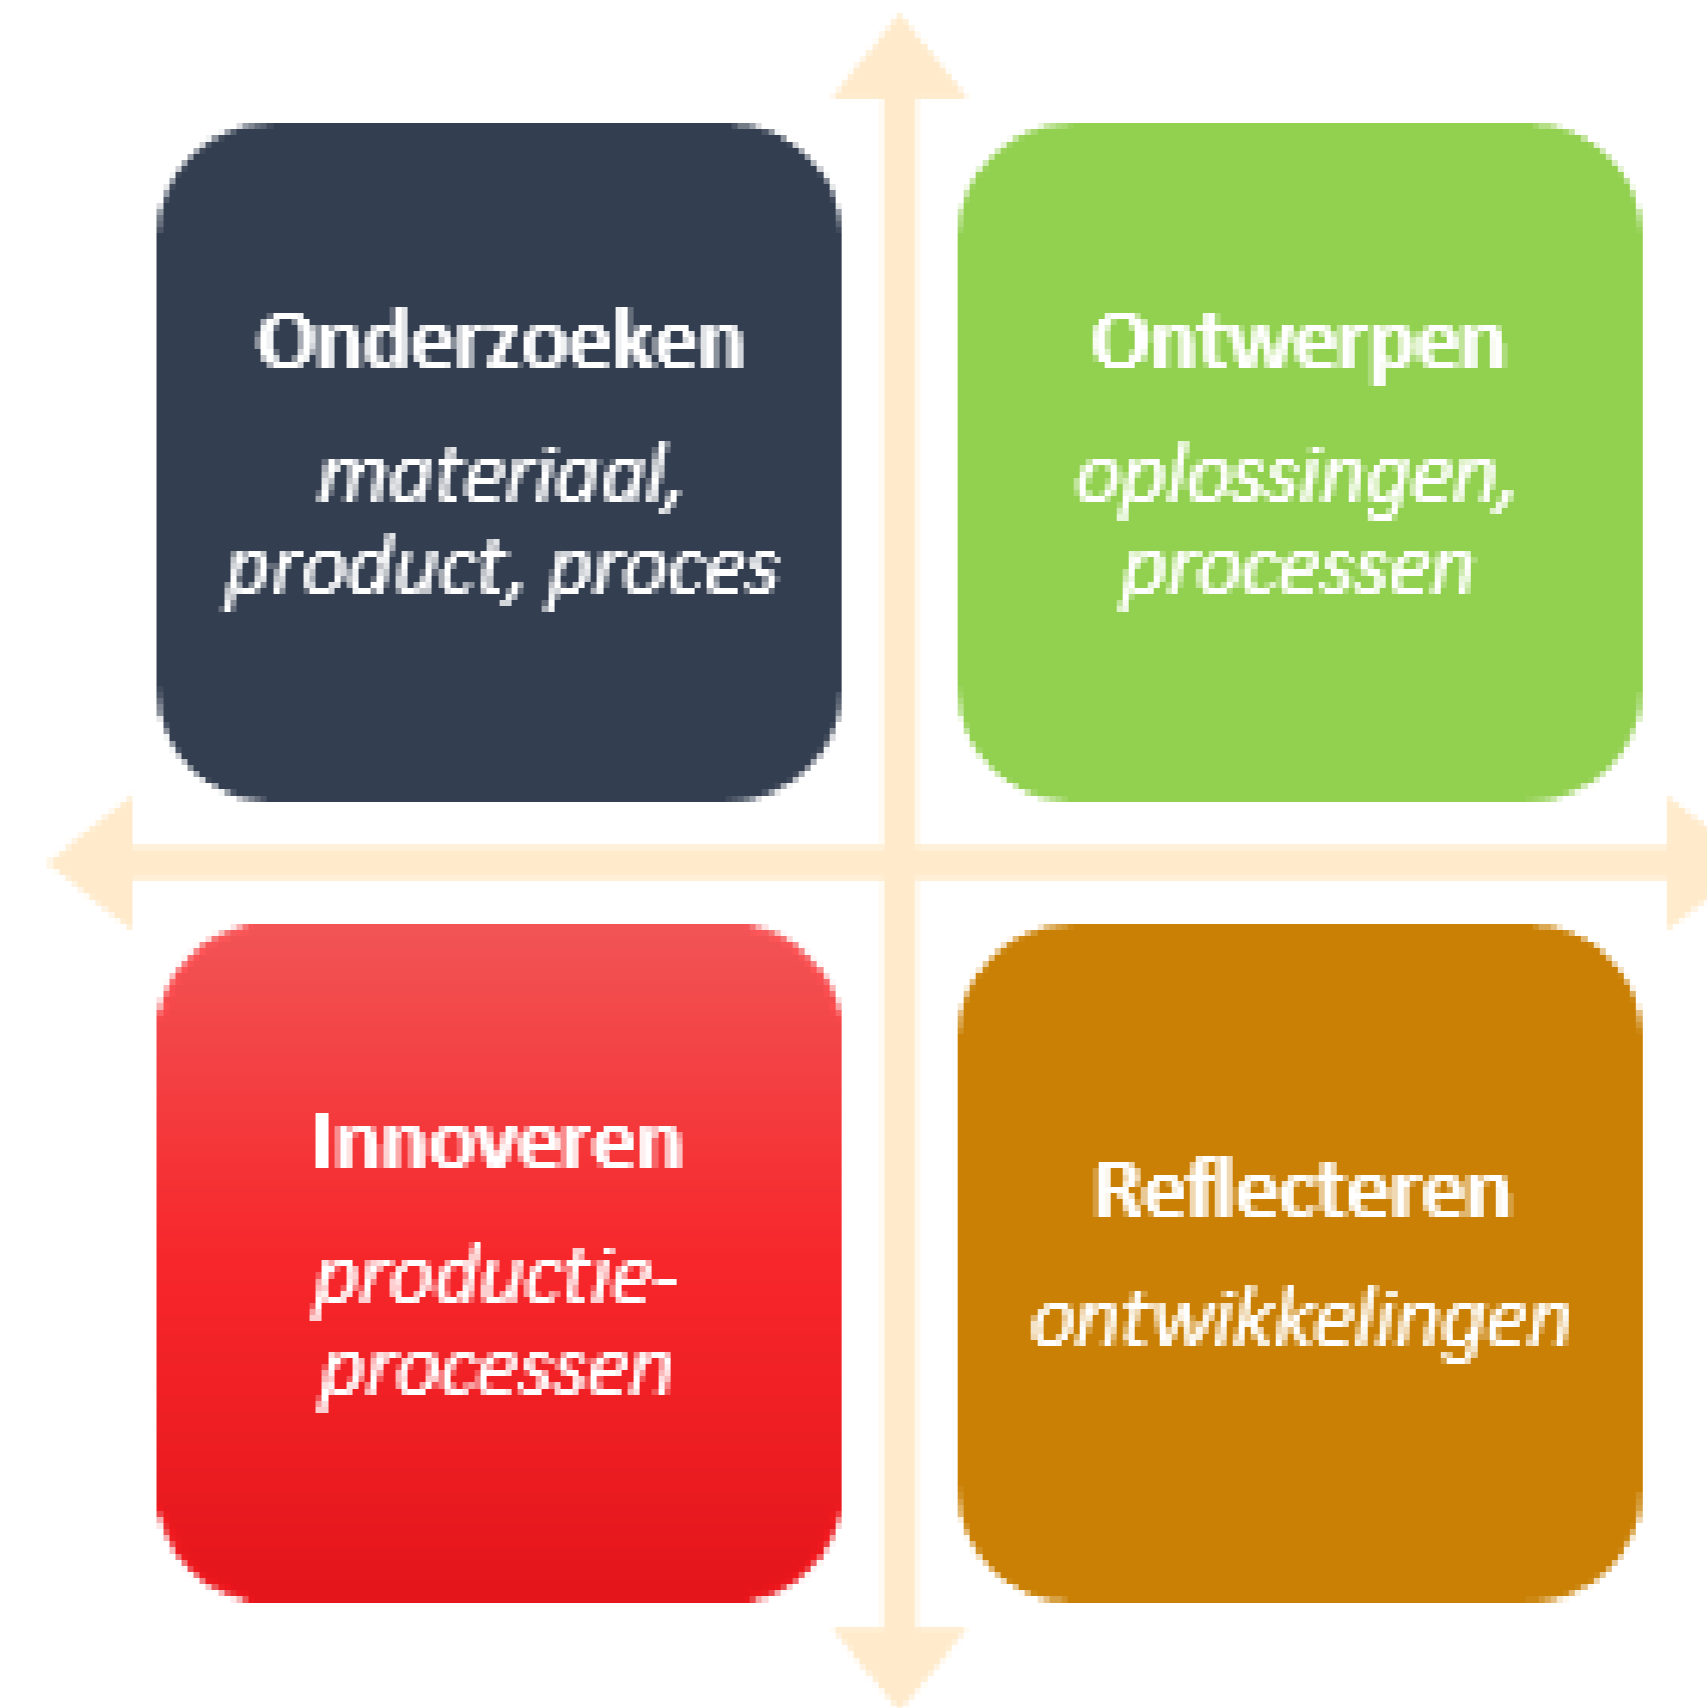 Onderzoeken
materiaal,
product, proces
Ontwerpen
oplossingen,
processen
Innoveren
productie-
processen
Reflecteren
ontwikkelingen